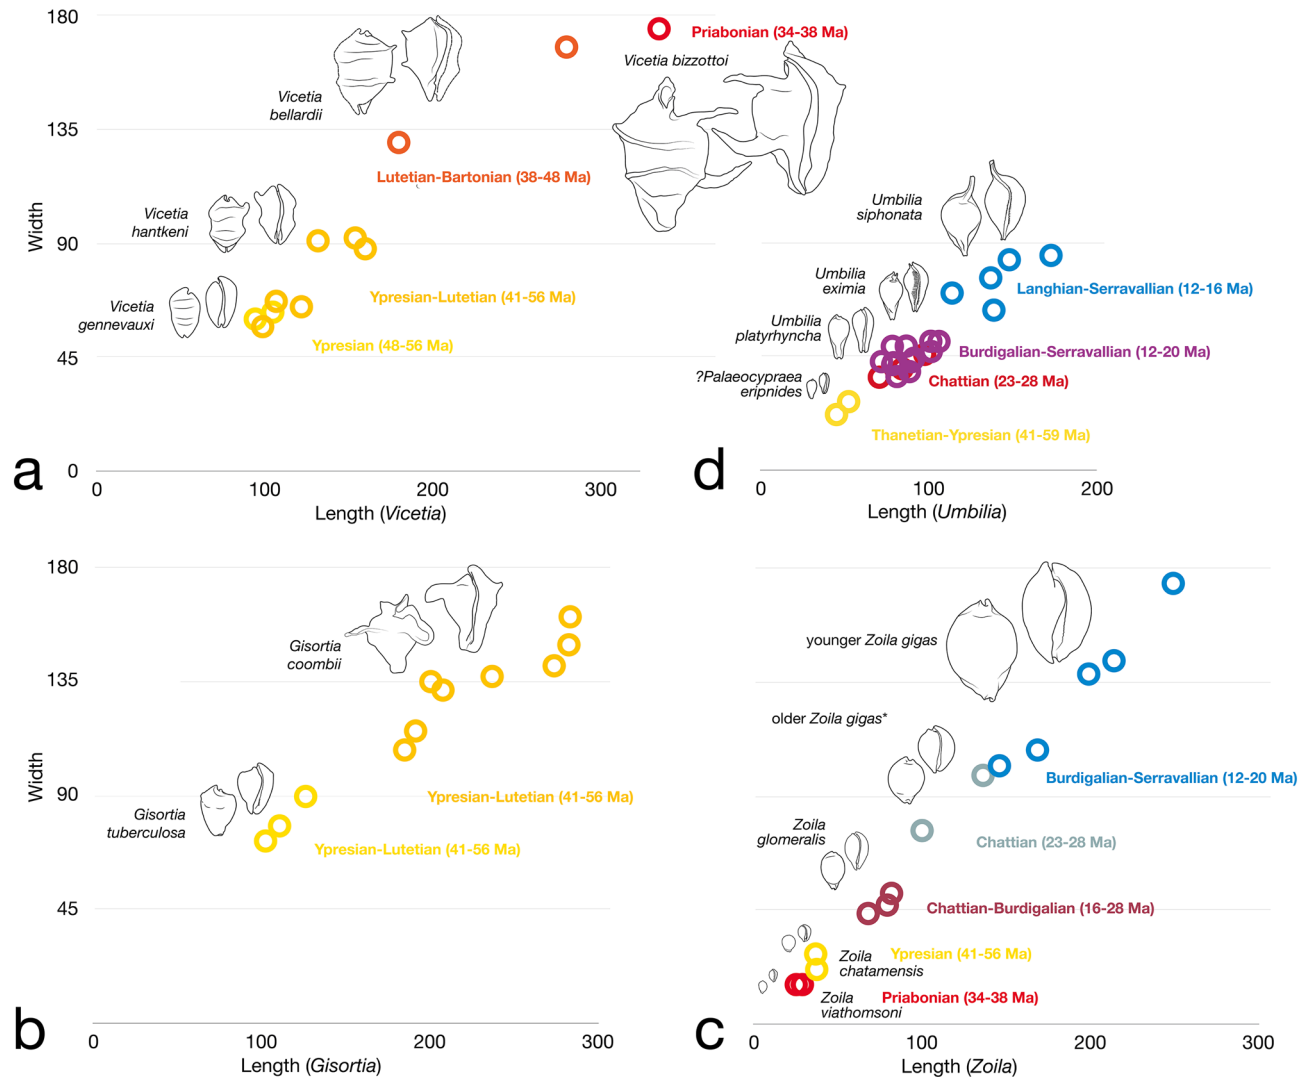 180
Priabonian (34-38 Ma)
Vicetia bizzottoi
Vicetia
bellardii
135
Lutetian-Bartonian (38-48 Ma)
Vicetia
hantkeni
Width
90
Ypresian-Lutetian (41-56 Ma)
Vicetia
gennevauxi
Ypresian (48-56 Ma)
45
a
0
0
100
200
300
Length (Vicetia)
Umbilia
siphonata
Umbilia
eximia
Langhian-Serravallian (12-16 Ma)
Umbilia
platyrhyncha
Burdigalian-Serravallian (12-20 Ma)
?Palaeocypraea
eripnides
Chattian (23-28 Ma)
Thanetian-Ypresian (41-59 Ma)
d
0
100
200
Length (Umbilia)
180
Gisortia
coombii
135
Width
90
Ypresian-Lutetian (41-56 Ma)
Gisortia
tuberculosa
Ypresian-Lutetian (41-56 Ma)
45
b
0
100
200
300
Length (Gisortia)
younger Zoila gigas
older Zoila gigas*
Burdigalian-Serravallian (12-20 Ma)
Zoila
glomeralis
Chattian (23-28 Ma)
Chattian-Burdigalian (16-28 Ma)
Zoila
chatamensis
Ypresian (41-56 Ma)
Zoila
viathomsoni
Priabonian (34-38 Ma)
c
0
100
200
300
Length (Zoila)